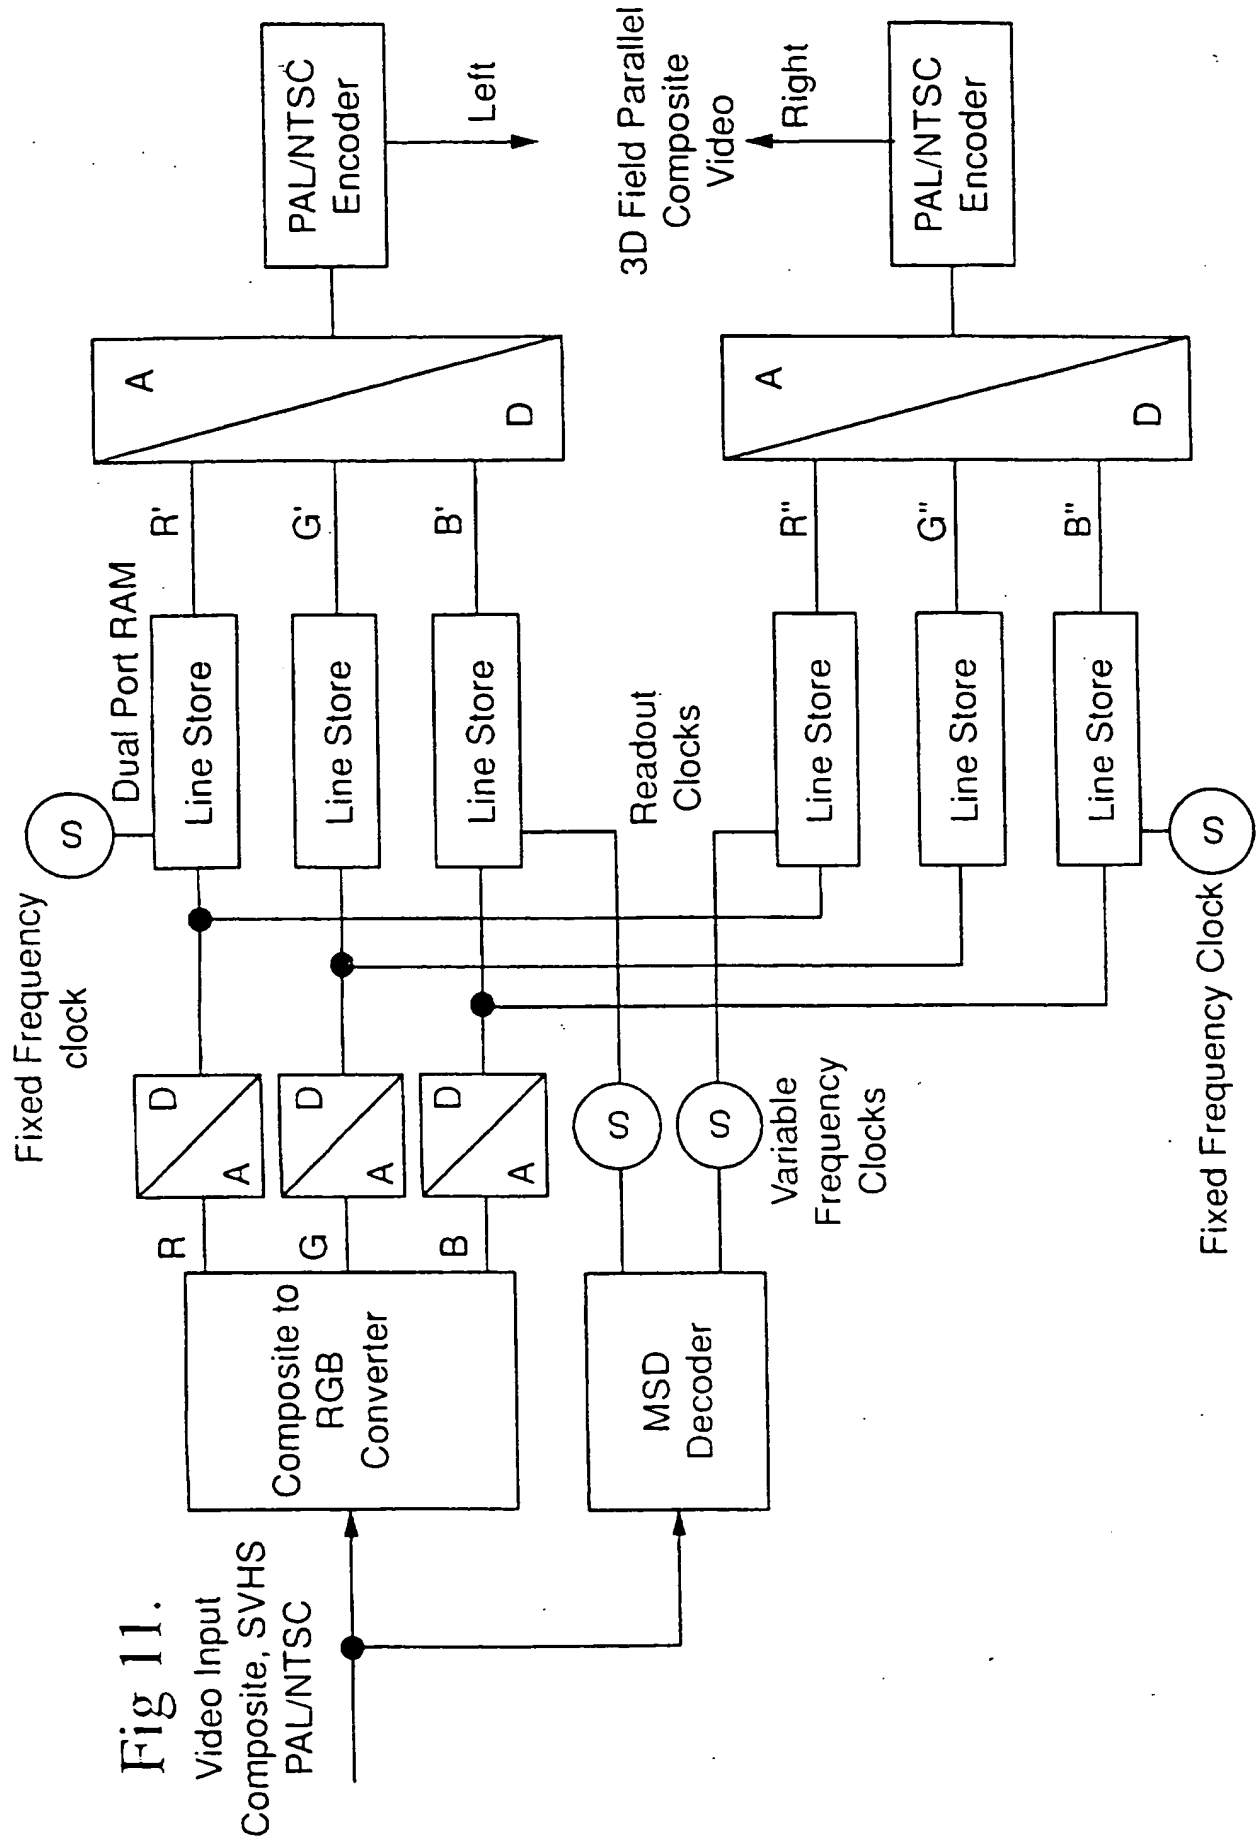 Fig 11.
Video Input
Composite, SVHS
PAL/NTSC
Composite to
RGB
Converter
MSD
Decoder
R
G
B
D
A
D
A
D
A
S
S
Variable
Frequency
Clocks
Fixed Frequency
clock
S
Dual Port RAM
Line Store
Line Store
Line Store
Readout
Clocks
Line Store
Line Store
Line Store
S
Fixed Frequency Clock
R'
G'
B'
R"
G"
B"
A
D
A
D
PAL/NTSC
Encoder
Left
3D Field Parallel
Composite
Video
Right
PAL/NTSC
Encoder